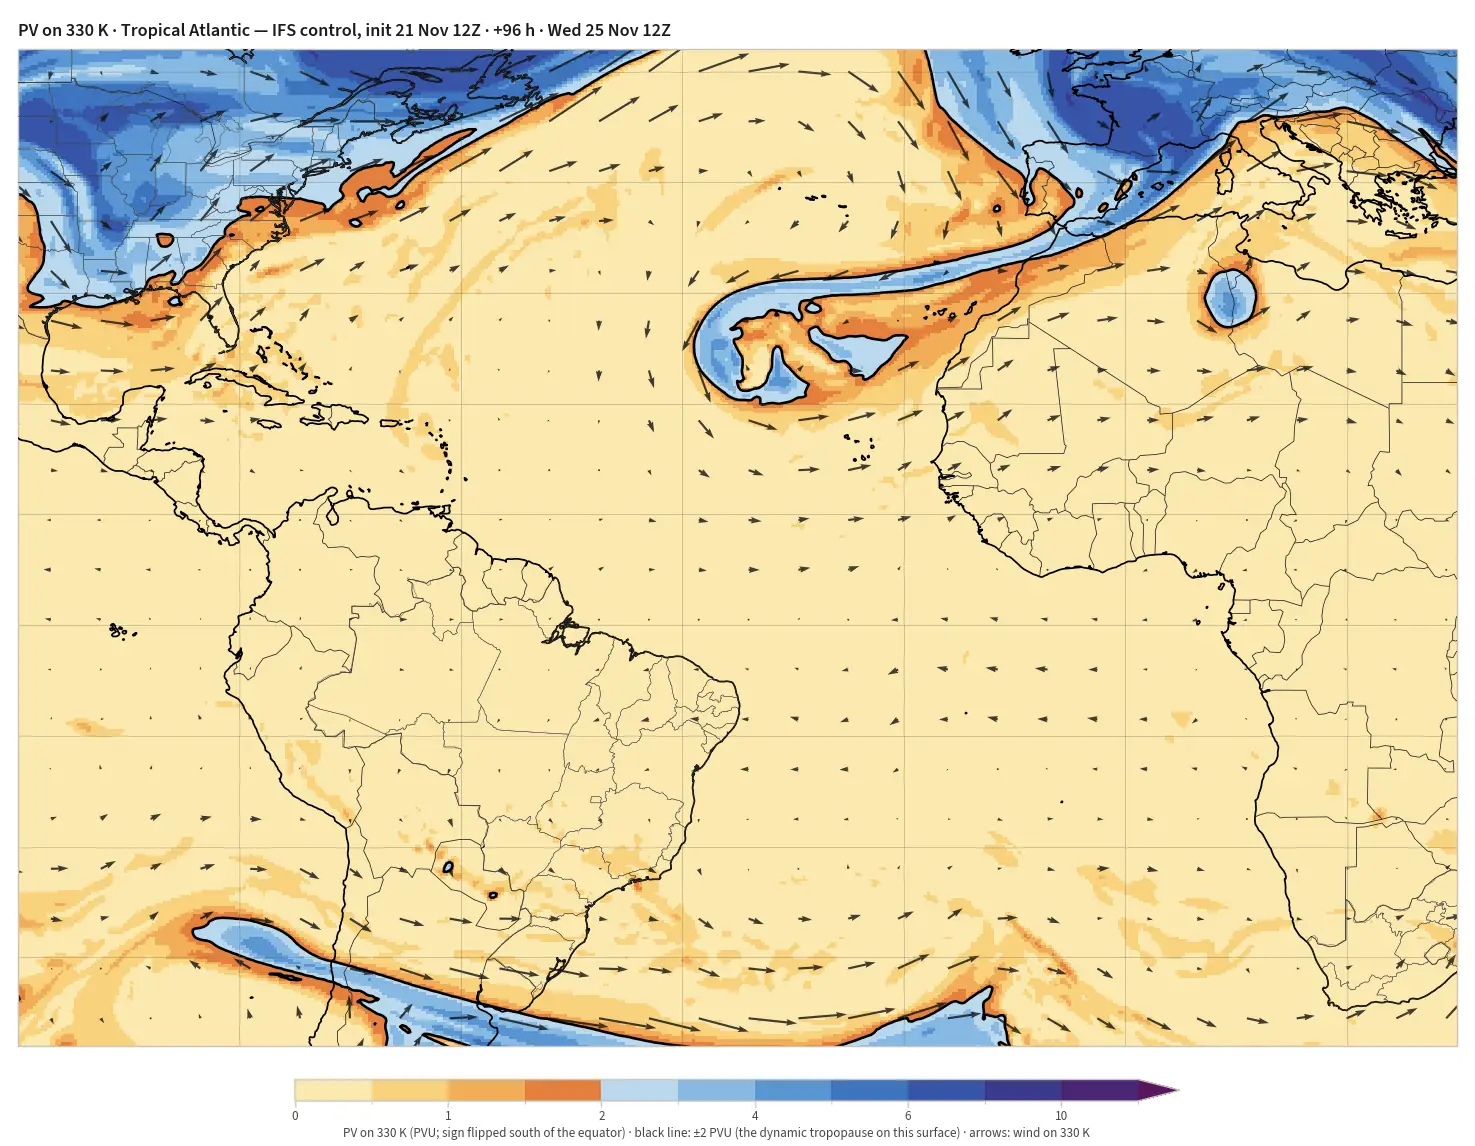 PV on 330 K · Tropical Atlantic — IFS control, init 21 Nov 12Z · +96 h · Wed 25 Nov 12Z
0 1 2 4 6 10
PV on 330 K (PVU; sign flipped south of the equator) · black line: ±2 PVU (the dynamic tropopause on this surface) · arrows: wind on 330 K